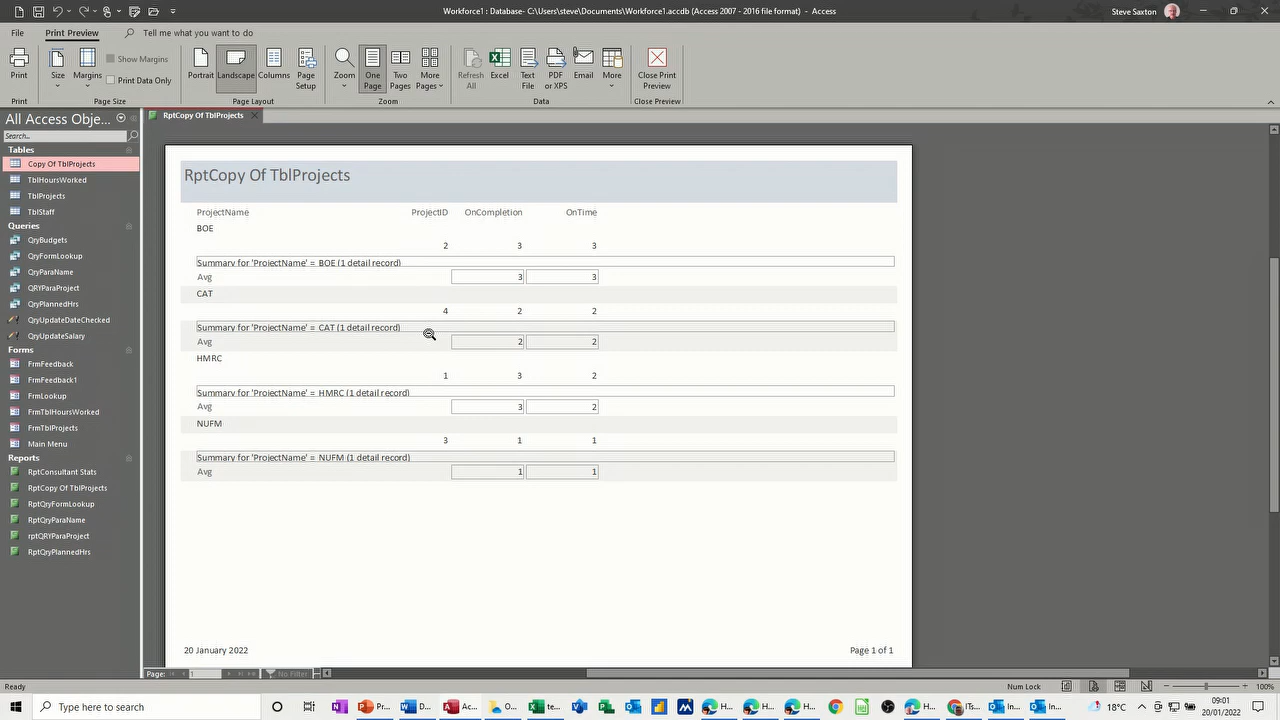 Workforce1 : Database- C:\Users\steve\Documents\Workforce1.accdb (Access 2007 - 2016 file format) - Access
Steve Saxton
File
Print Preview
Tell me what you want to do
Print
Size
Margins
Show Margins
Print Data Only
Portrait
Landscape
Columns
Page Setup
Zoom
One Page
Two Pages
More Pages
Refresh All
Excel
Text File
PDF or XPS
Email
More
Close Print Preview
Print
Page Size
Page Layout
Zoom
Data
Close Preview
All Access Obje...
Search...
Tables
Copy Of TblProjects
TblHoursWorked
TblProjects
TblStaff
Queries
QryBudgets
QryFormLookup
QryParaName
QRYParaProject
QryPlannedHrs
QryUpdateDateChecked
QryUpdateSalary
Forms
FrmFeedback
FrmFeedback1
FrmLookup
FrmTblHoursWorked
FrmTblProjects
Main Menu
Reports
RptConsultant Stats
RptCopy Of TblProjects
RptQryFormLookup
RptQryParaName
rptQRYParaProject
RptQryPlannedHrs
RptCopy Of TblProjects
RptCopy Of TblProjects
ProjectName ProjectID OnCompletion OnTime
BOE
2 3 3
Summary for 'ProjectName' = BOE (1 detail record)
Avg 3 3
CAT
4 2 2
Summary for 'ProjectName' = CAT (1 detail record)
Avg 2 2
HMRC
1 3 2
Summary for 'ProjectName' = HMRC (1 detail record)
Avg 3 2
NUFM
3 1 1
Summary for 'ProjectName' = NUFM (1 detail record)
Avg 1 1
20 January 2022 Page 1 of 1
Page: 1 No Filter
Ready Num Lock 100%
Type here to search
Pr...
D...
Ac...
O...
te...
H...
H...
H...
H...
(Te...
In...
In...
18°C
09:01
20/01/2022